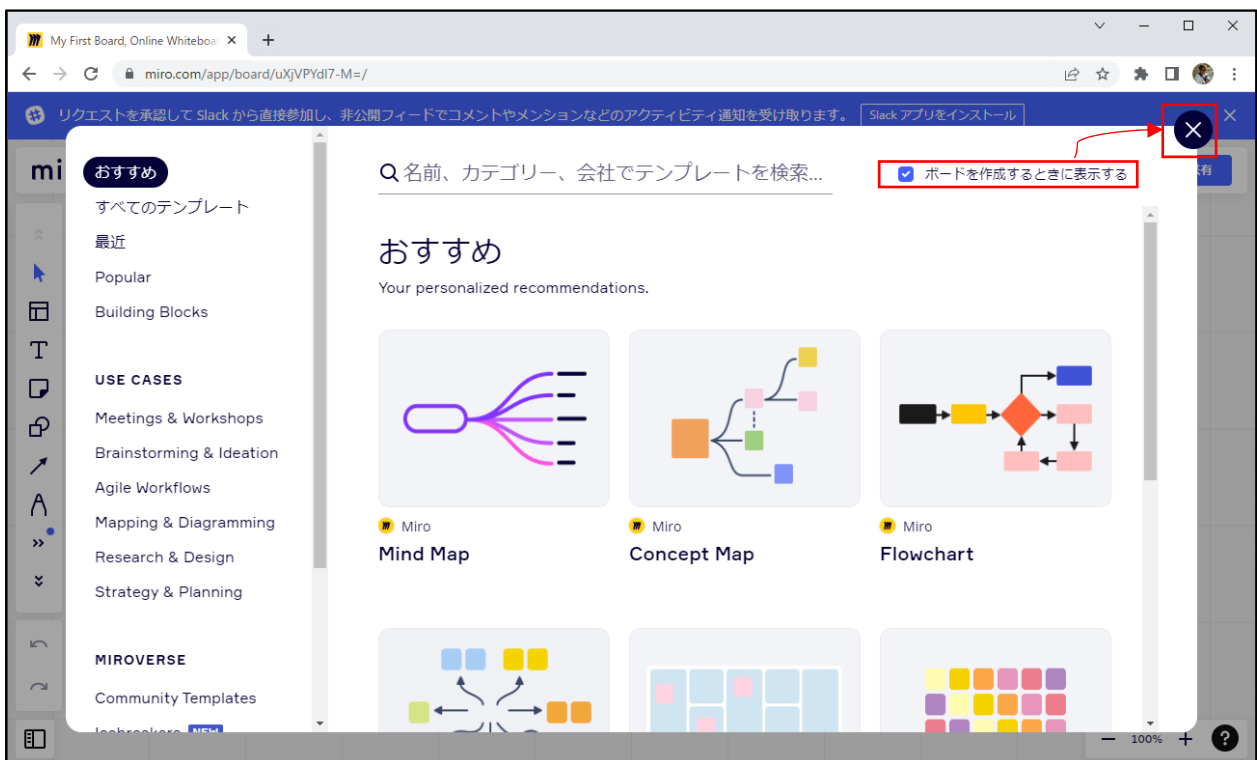 My First Board, Online Whiteboa
miro.com/app/board/uXjVPYdI7-M=/
リクエストを承認して Slack から直接参加し、非公開フィードでコメントやメンションなどのアクティビティ通知を受け取ります。 Slack アプリをインストール
mi
おすすめ
すべてのテンプレート
最近
Popular
Building Blocks
USE CASES
Meetings & Workshops
Brainstorming & Ideation
Agile Workflows
Mapping & Diagramming
Research & Design
Strategy & Planning
MIROVERSE
Community Templates
Icebreakers NEW
名前、カテゴリー、会社でテンプレートを検索...
ボードを作成するときに表示する
有
おすすめ
Your personalized recommendations.
Miro
Mind Map
Miro
Concept Map
Miro
Flowchart
100%